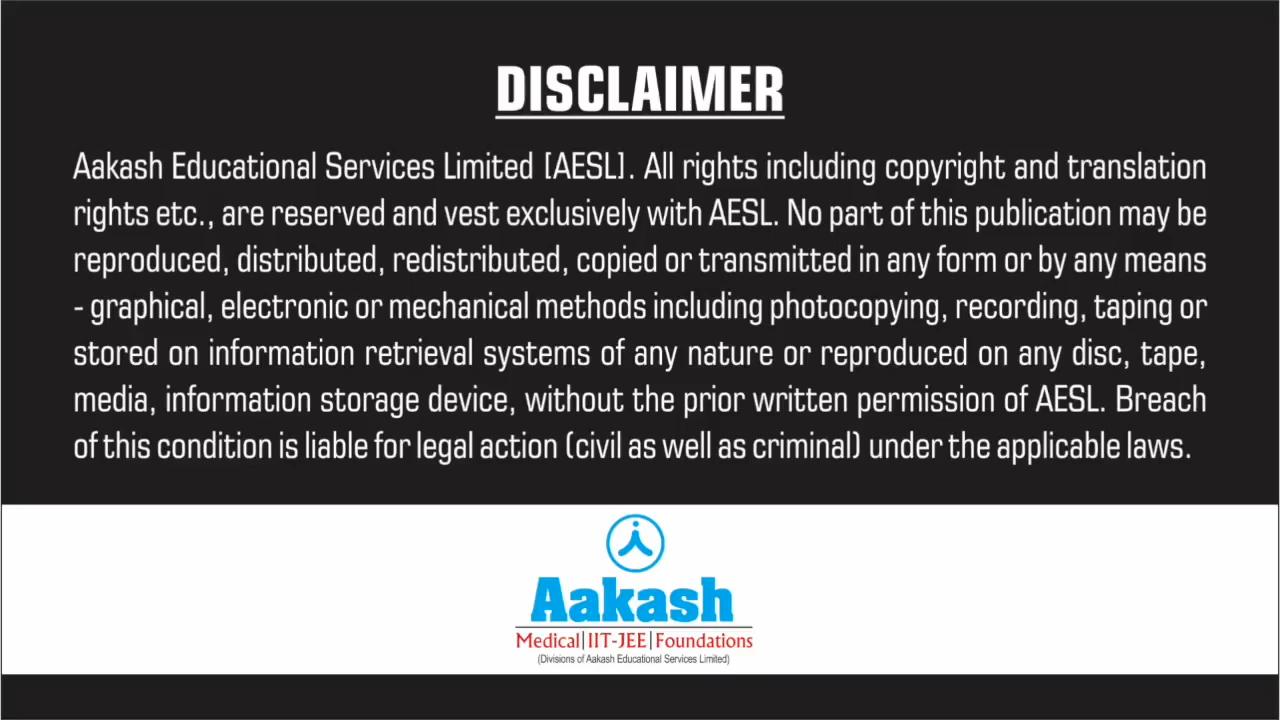 DISCLAIMER
Aakash Educational Services Limited [AESL]. All rights including copyright and translation
rights etc., are reserved and vest exclusively with AESL. No part of this publication may be
reproduced, distributed, redistributed, copied or transmitted in any form or by any means
- graphical, electronic or mechanical methods including photocopying, recording, taping or
stored on information retrieval systems of any nature or reproduced on any disc, tape,
media, information storage device, without the prior written permission of AESL. Breach
of this condition is liable for legal action (civil as well as criminal) under the applicable laws.
Aakash
Medical|IIT-JEE|Foundations
(Divisions of Aakash Educational Services Limited)